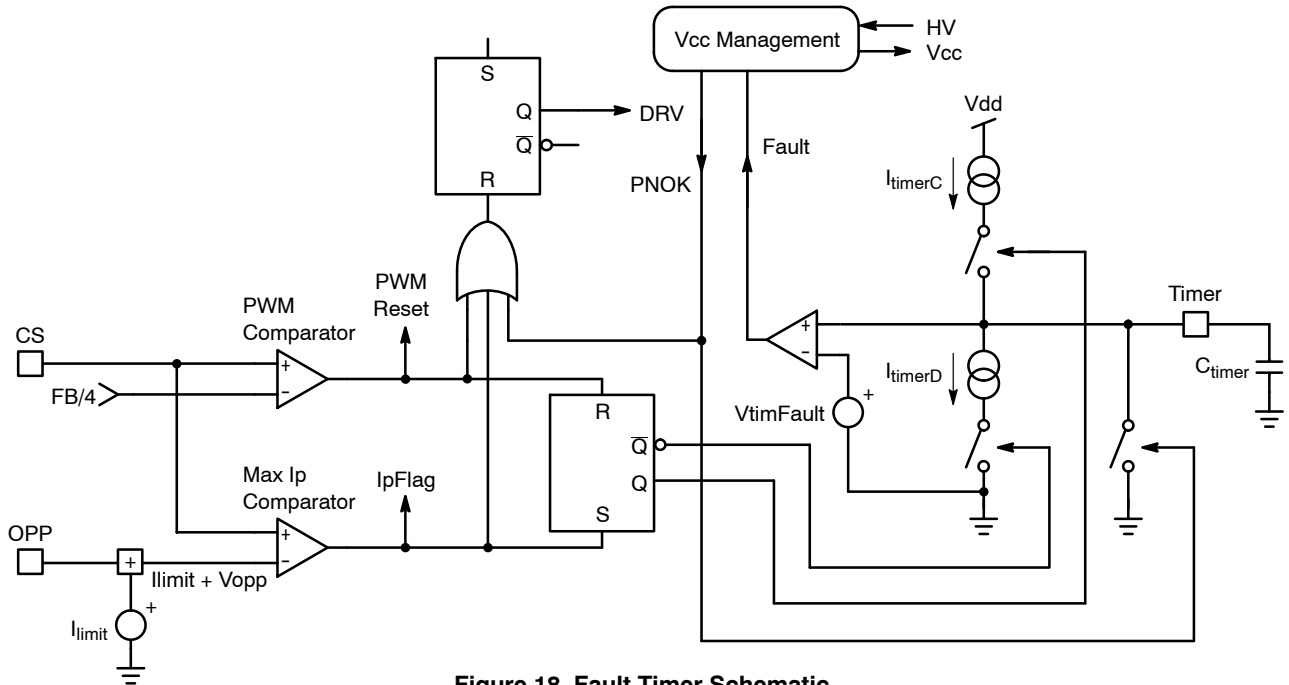 Vcc Management
HV
Vcc
S
Q
DRV
Q
R
PNOK
Fault
Vdd
ItimerC
PWM
Reset
PWM
Comparator
CS
+
−
FB/4
Timer
+
−
ItimerD
Ctimer
VtimFault
+
R
Q
Q
S
Max Ip
Comparator
IpFlag
OPP
+
−
+
Ilimit + Vopp
+
Ilimit
Figure 18. Fault Timer Schematic